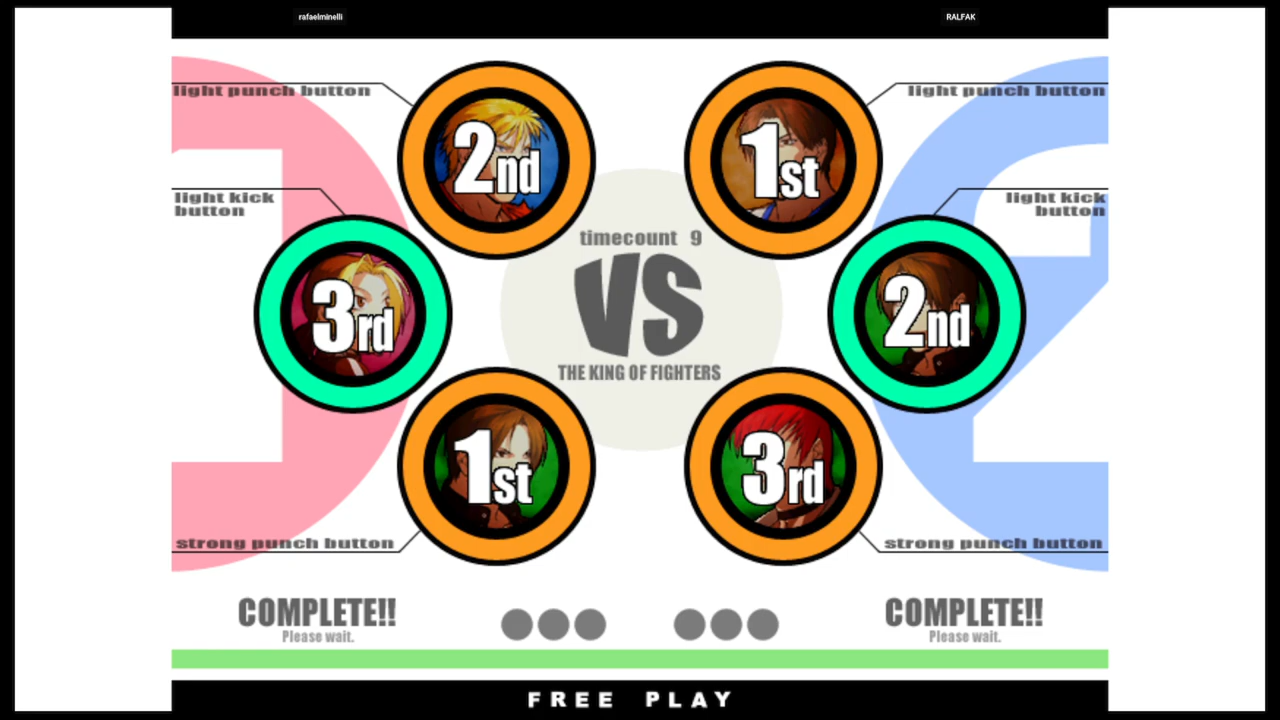 rafaelminelli
RALFAK
light punch button
2nd
1st
light punch button
light kick
button
light kick
button
timecount 9
VS
THE KING OF FIGHTERS
3rd
2nd
1st
3rd
strong punch button
strong punch button
COMPLETE!!
Please wait.
COMPLETE!!
Please wait.
FREE PLAY